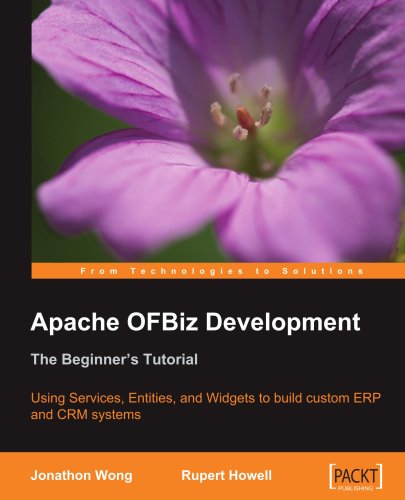 From Technologies to Solutions
Apache OFBiz Development
The Beginner's Tutorial
Using Services, Entities, and Widgets to build custom ERP
and CRM systems
Jonathon Wong Rupert Howell
[PACKT]
PUBLISHING